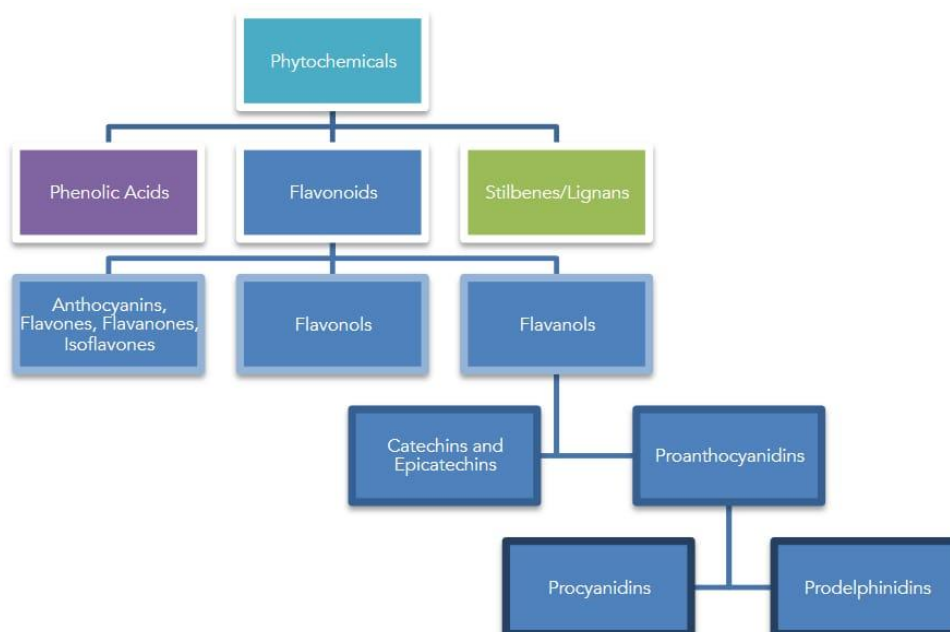 Phytochemicals
Phenolic Acids
Flavonoids
Stilbenes/Lignans
Anthocyanins,
Flavones, Flavanones,
Isoflavones
Flavonols
Flavanols
Catechins and
Epicatechins
Proanthocyanidins
Procyanidins
Prodelphinidins